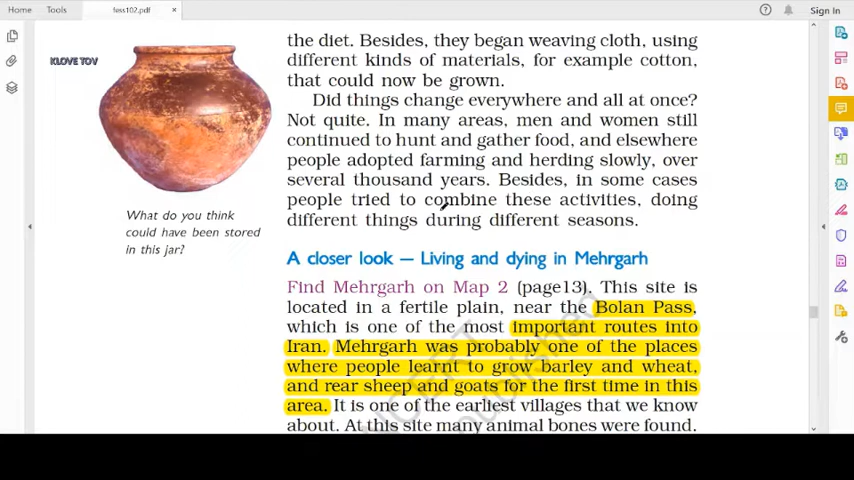 Home
Tools
fess102.pdf
×
Sign In
KLOVE TOV
the diet. Besides, they began weaving cloth, using
different kinds of materials, for example cotton,
that could now be grown.
Did things change everywhere and all at once?
Not quite. In many areas, men and women still
continued to hunt and gather food, and elsewhere
people adopted farming and herding slowly, over
several thousand years. Besides, in some cases
people tried to combine these activities, doing
different things during different seasons.
What do you think
could have been stored
in this jar?
A closer look — Living and dying in Mehrgarh
Find Mehrgarh on Map 2 (page13). This site is
located in a fertile plain, near the Bolan Pass,
which is one of the most important routes into
Iran. Mehrgarh was probably one of the places
where people learnt to grow barley and wheat,
and rear sheep and goats for the first time in this
area. It is one of the earliest villages that we know
about. At this site many animal bones were found.